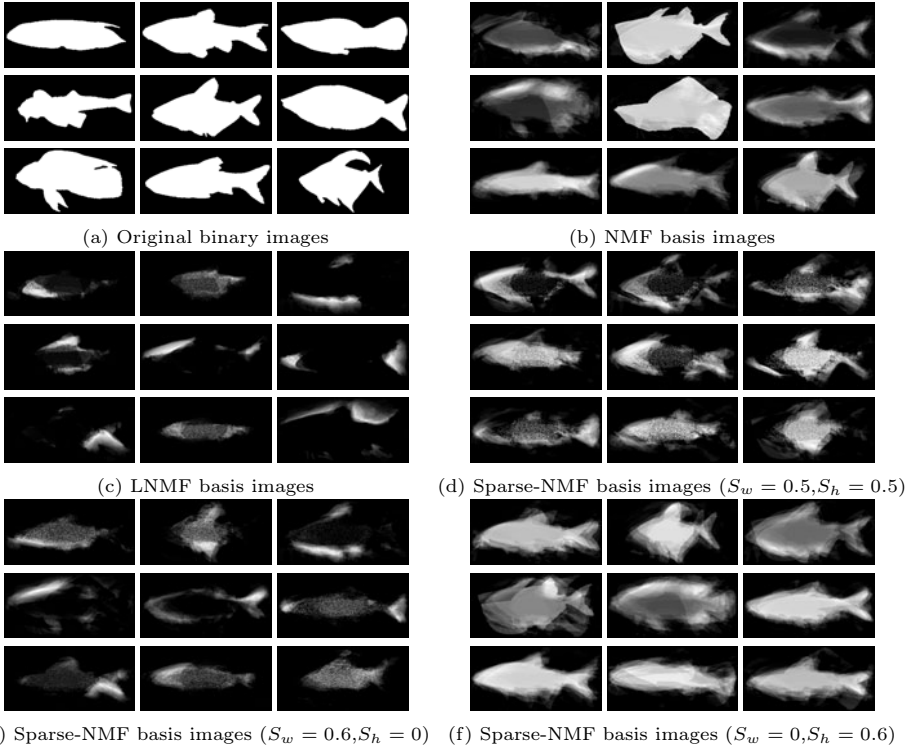 (a) Original binary images
(b) NMF basis images
(c) LNMF basis images
(d) Sparse-NMF basis images (S_w = 0.5,S_h = 0.5)
) Sparse-NMF basis images (S_w = 0.6,S_h = 0)
(f) Sparse-NMF basis images (S_w = 0,S_h = 0.6)